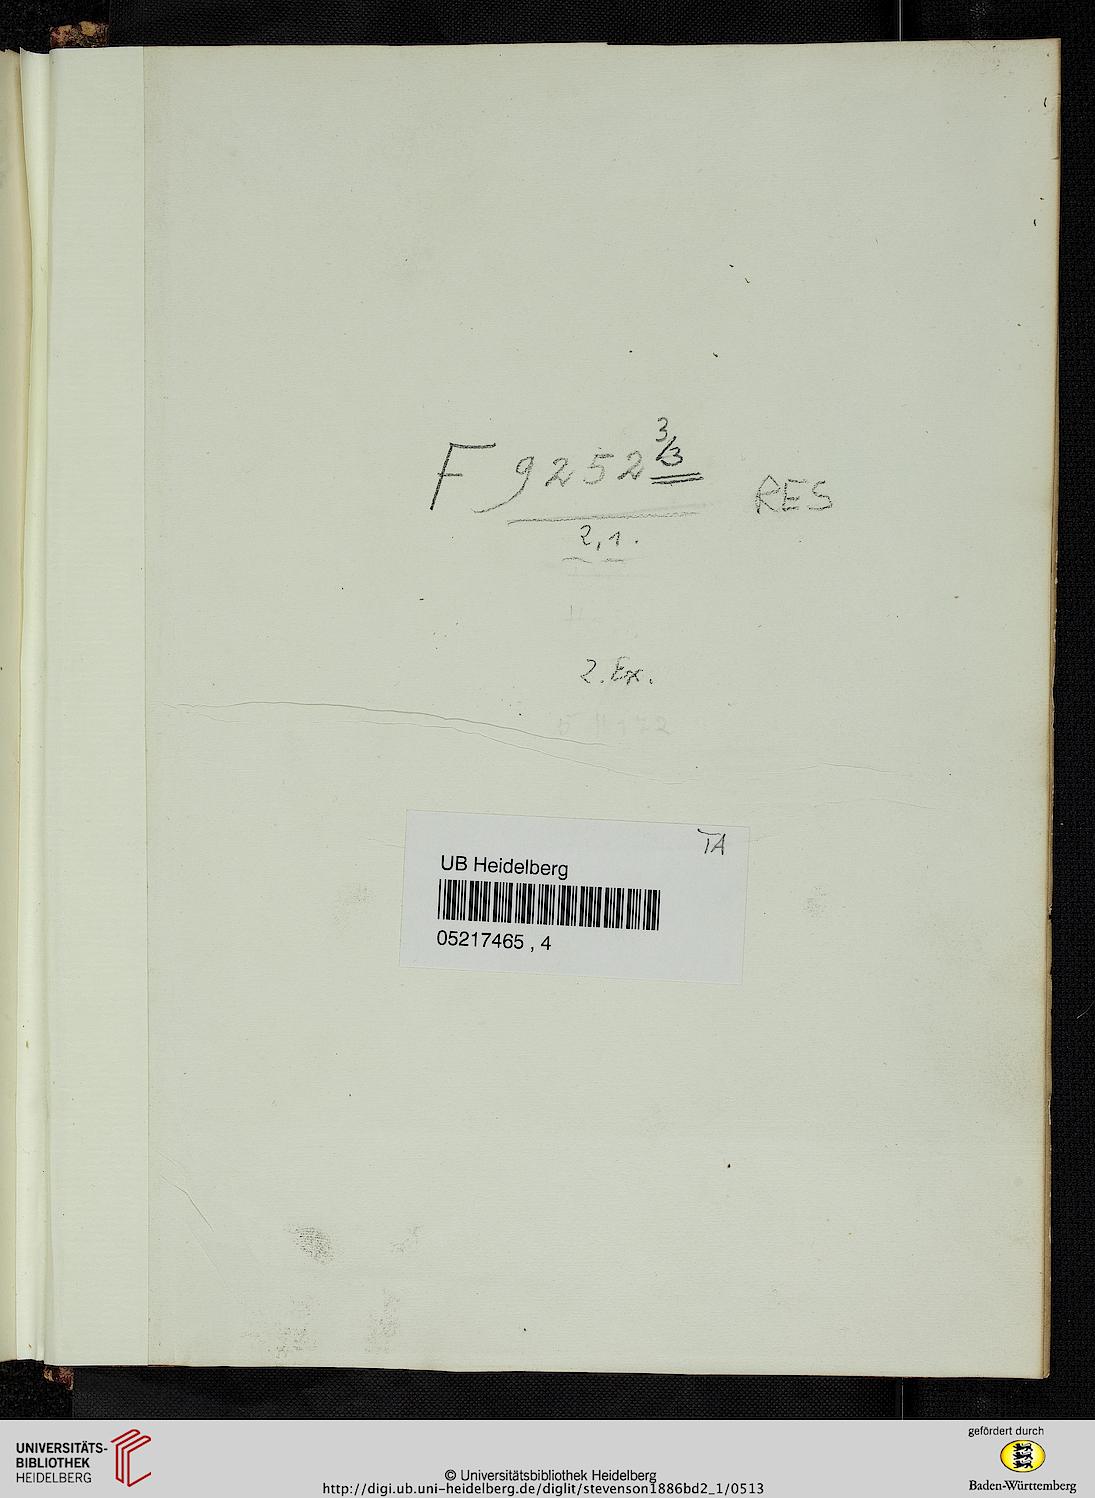 F 9252 3/3 RES
2,1.
2. Ex.
TA
UB Heidelberg
05217465 , 4
UNIVERSITÄTS-
BIBLIOTHEK
HEIDELBERG
© Universitätsbibliothek Heidelberg
http://digi.ub.uni-heidelberg.de/diglit/stevenson1886bd2_1/0513
gefördert durch
Baden-Württemberg